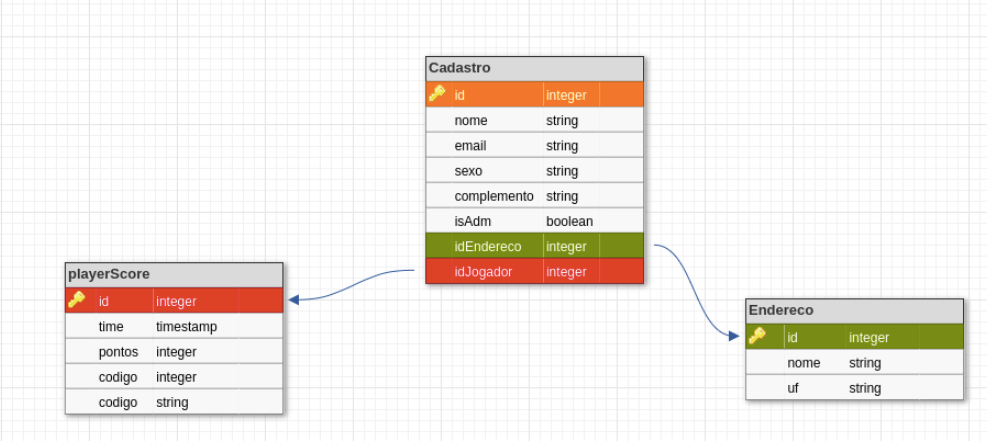 Cadastro
id integer
nome string
email string
sexo string
complemento string
isAdm boolean
idEndereco integer
idJogador integer
playerScore
id integer
time timestamp
pontos integer
codigo integer
codigo string
Endereco
id integer
nome string
uf string